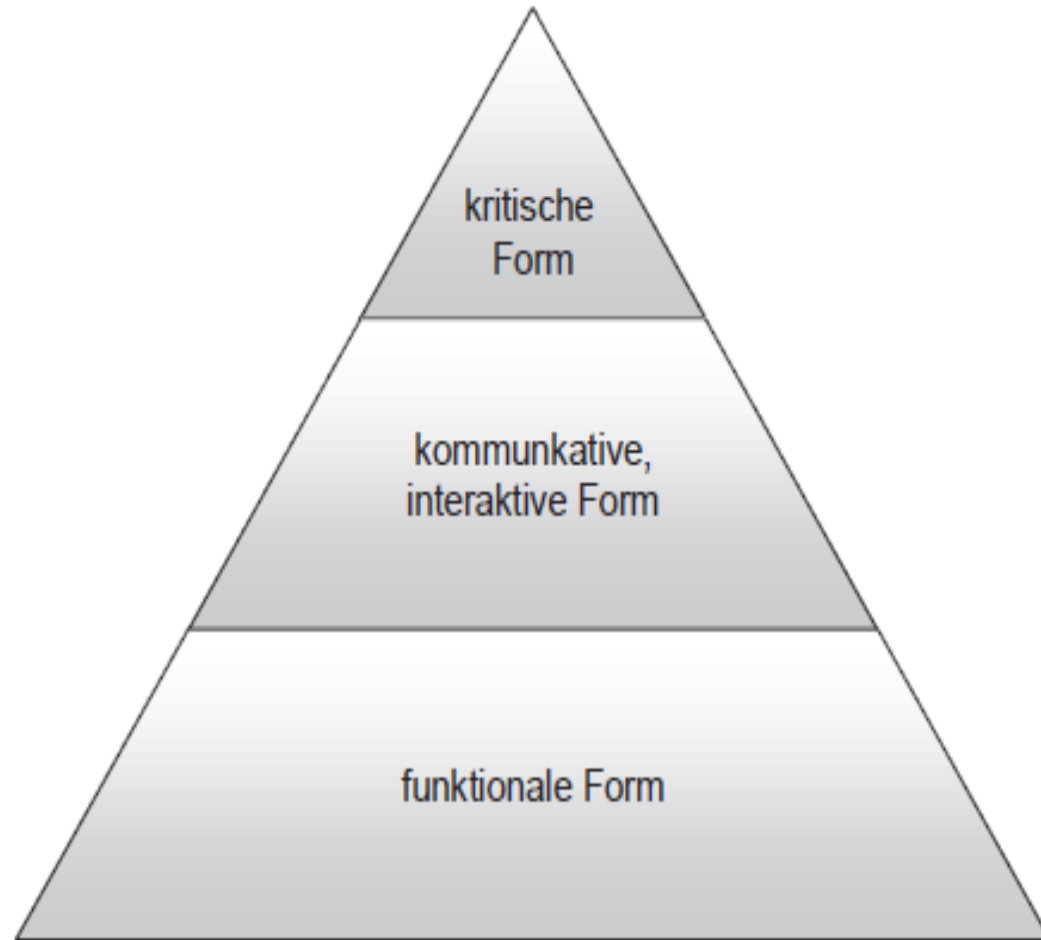 kritische
Form
kommunkative,
interaktive Form
funktionale Form